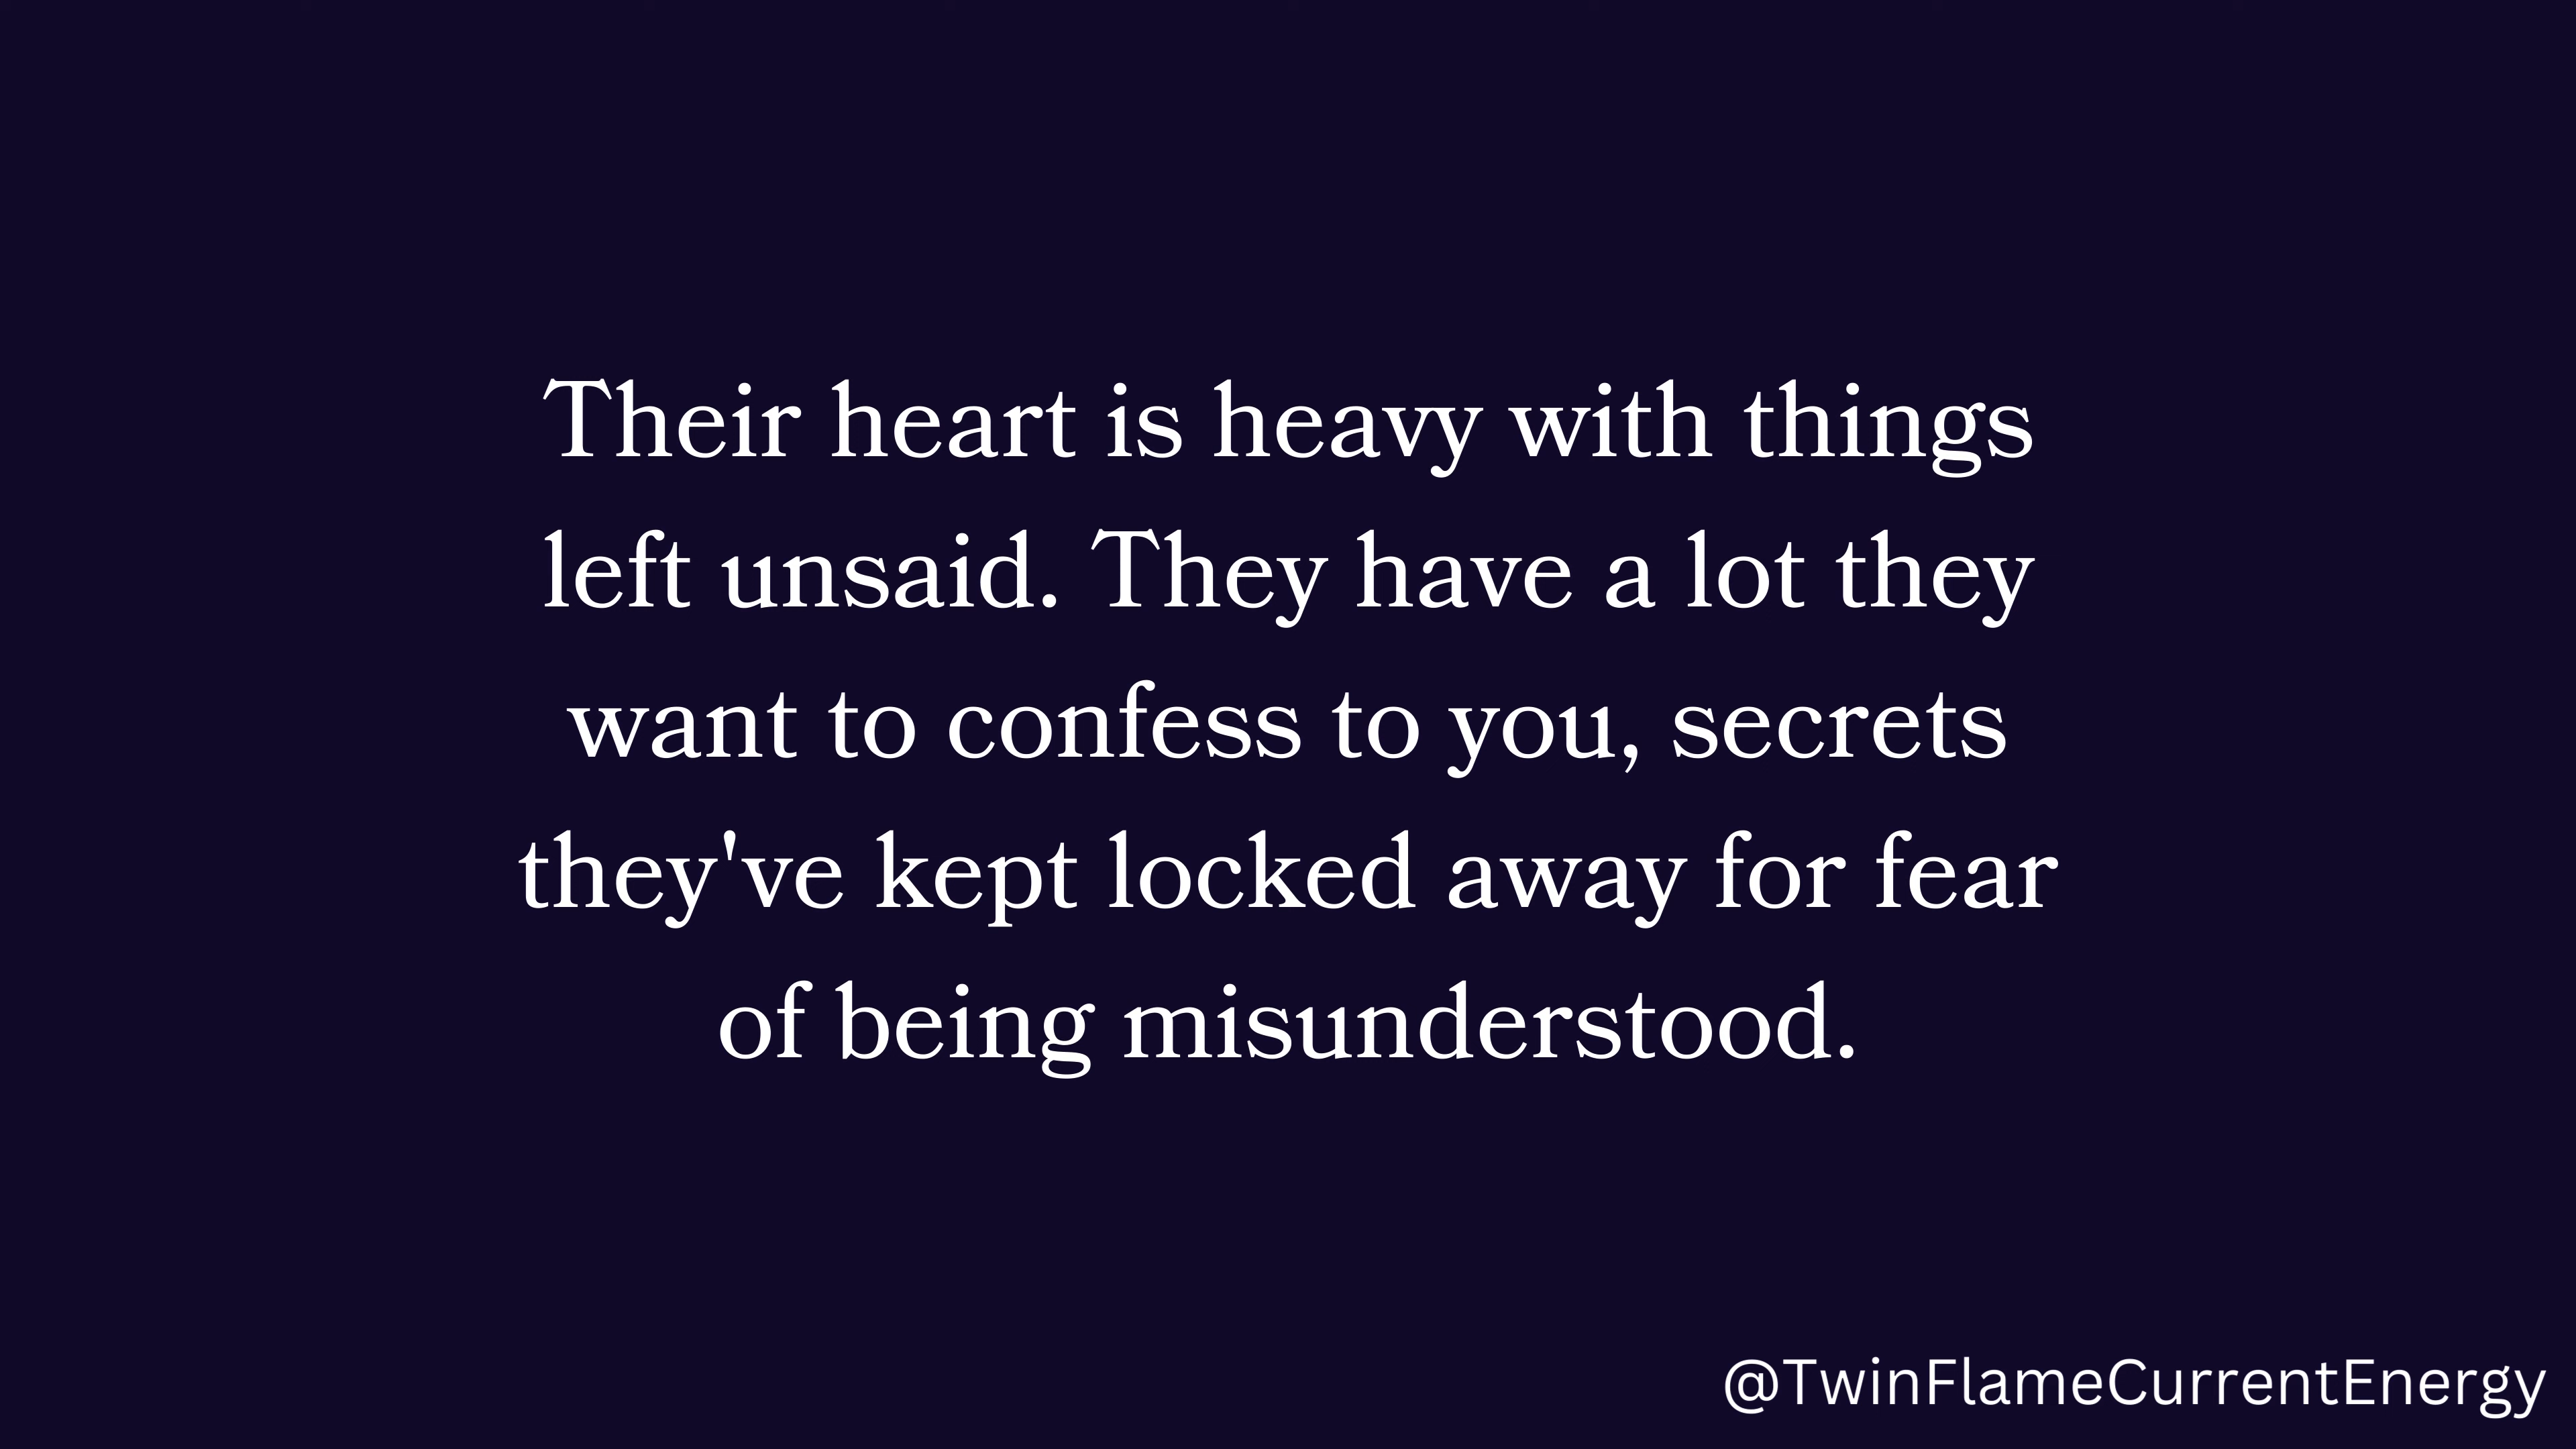 Their heart is heavy with things
left unsaid. They have a lot they
want to confess to you, secrets
they've kept locked away for fear
of being misunderstood.
@TwinFlameCurrentEnergy